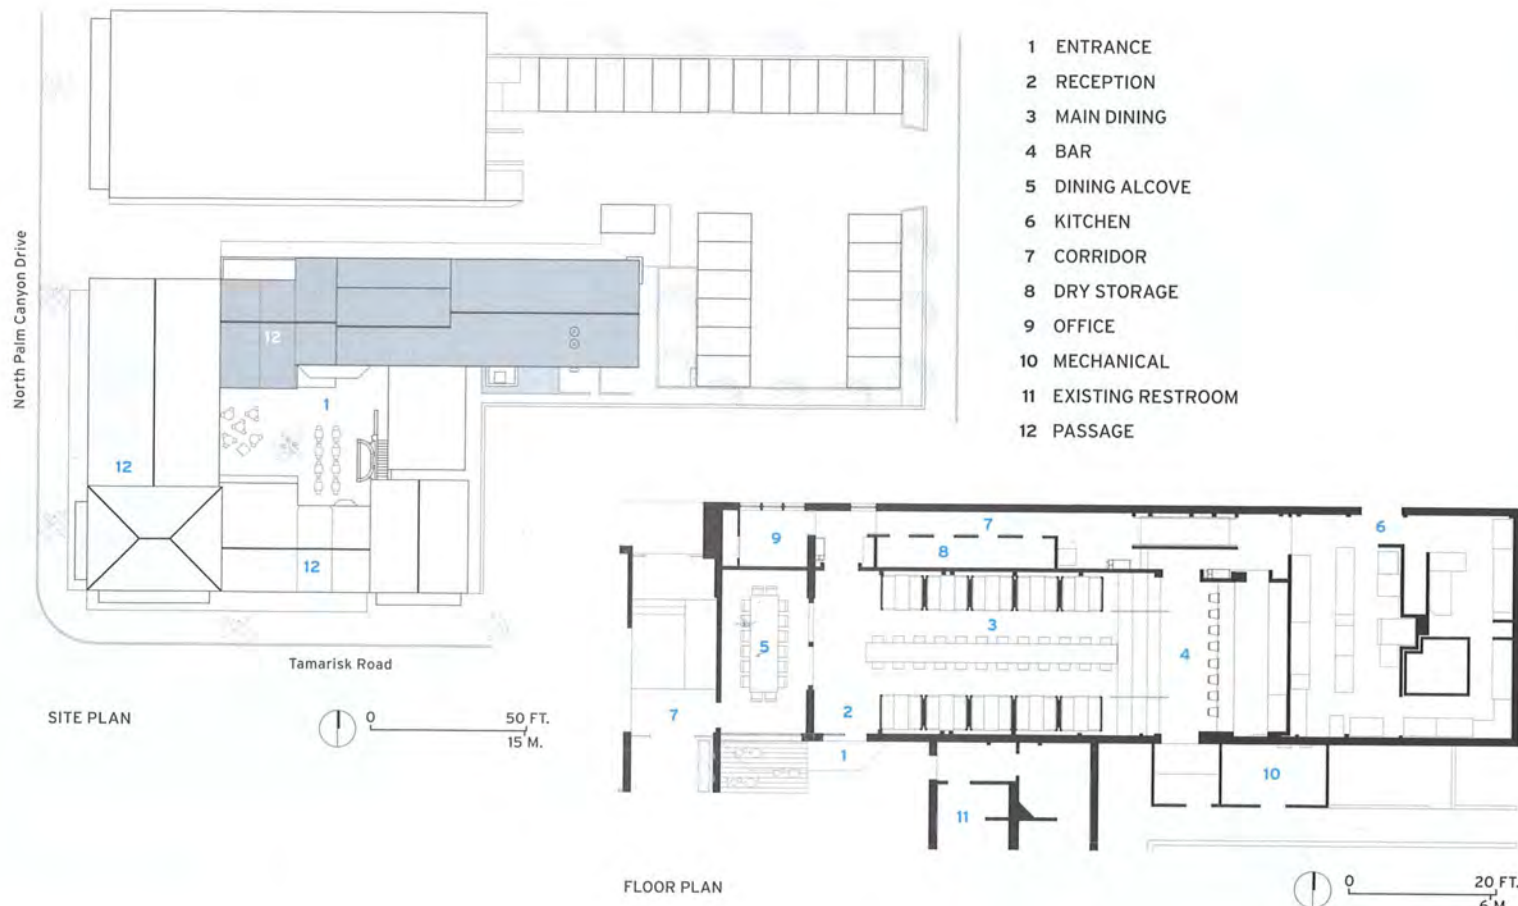 1 ENTRANCE
2 RECEPTION
3 MAIN DINING
4 BAR
5 DINING ALCOVE
6 KITCHEN
7 CORRIDOR
8 DRY STORAGE
9 OFFICE
10 MECHANICAL
11 EXISTING RESTROOM
12 PASSAGE
North Palm Canyon Drive
12
1
12
12
Tamarisk Road
SITE PLAN
0 50 FT.
15 M.
7
6
9
8
3
5
4
7
2
1
10
11
FLOOR PLAN
0 20 FT.
6 M.